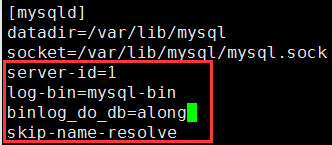 [mysqld]
datadir=/var/lib/mysql
socket=/var/lib/mysql/mysql.sock
server-id=1
log-bin=mysql-bin
binlog_do_db=along
skip-name-resolve